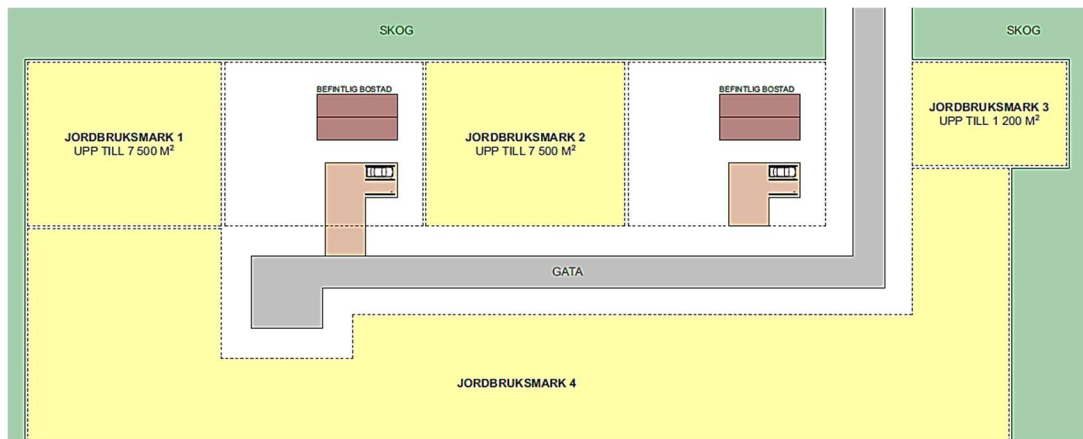 SKOG
SKOG
BEFINTLIG BOSTAD
BEFINTLIG BOSTAD
JORDBRUKSMARK 1
UPP TILL 7 500 M²
JORDBRUKSMARK 2
UPP TILL 7 500 M²
JORDBRUKSMARK 3
UPP TILL 1 200 M²
GATA
JORDBRUKSMARK 4